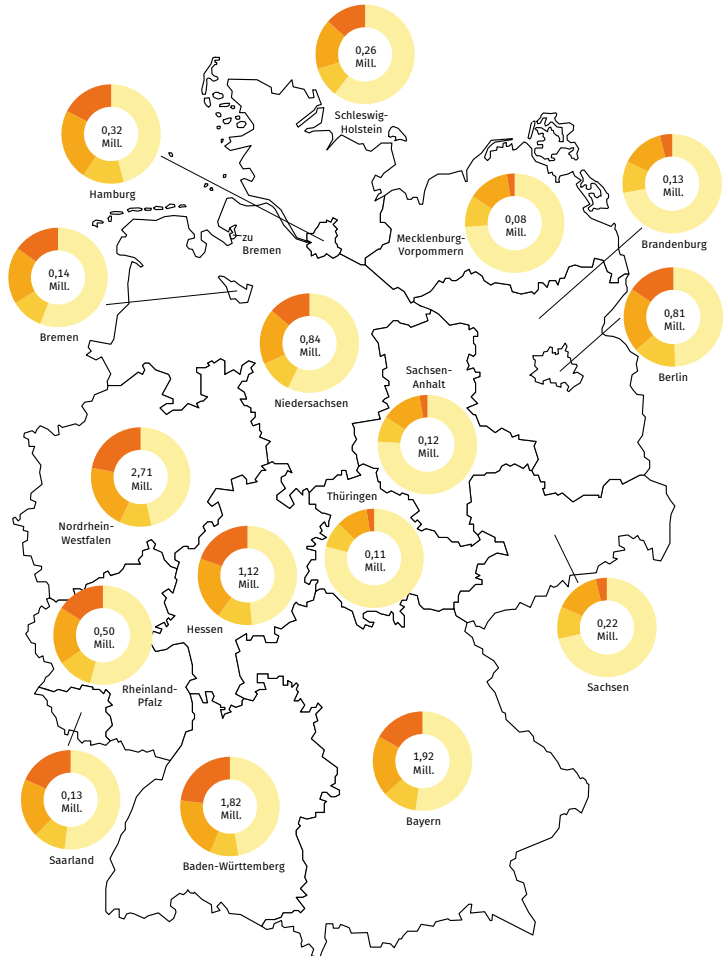 0,26
Mill.
Schleswig-
Holstein
0,32
Mill.
Hamburg
0,13
Mill.
Brandenburg
0,08
Mill.
Mecklenburg-
Vorpommern
zu
Bremen
0,14
Mill.
Bremen
0,84
Mill.
Niedersachsen
0,81
Mill.
Berlin
Sachsen-
Anhalt
0,12
Mill.
2,71
Mill.
Nordrhein-
Westfalen
Thüringen
0,11
Mill.
1,12
Mill.
Hessen
0,22
Mill.
Sachsen
0,50
Mill.
Rheinland-
Pfalz
0,13
Mill.
Saarland
1,82
Mill.
Baden-Württemberg
1,92
Mill.
Bayern